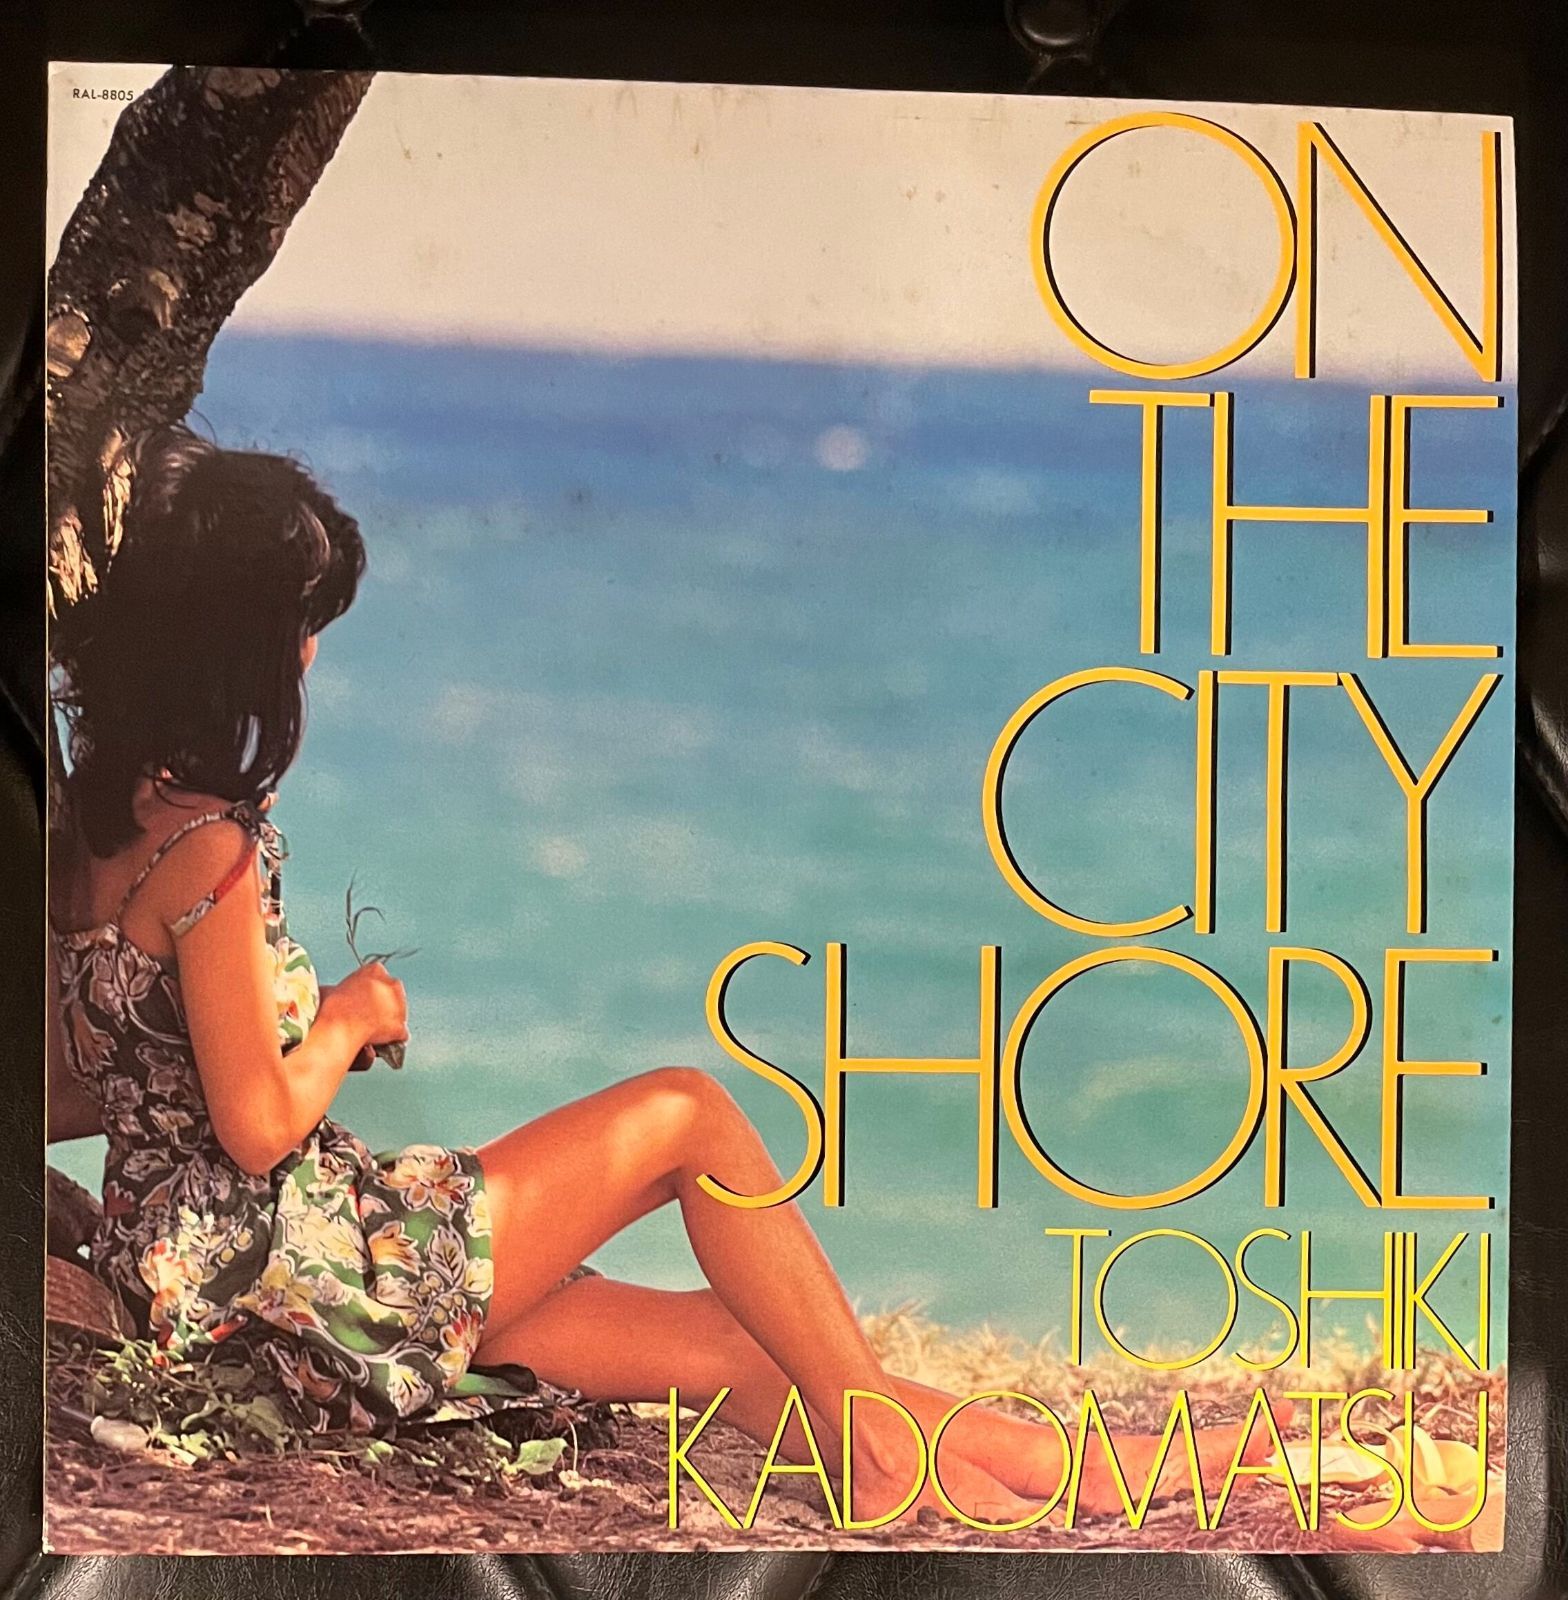 RAL-8805
ON
THE
CITY
SHORE
TOSHIKI
KADOMATSU